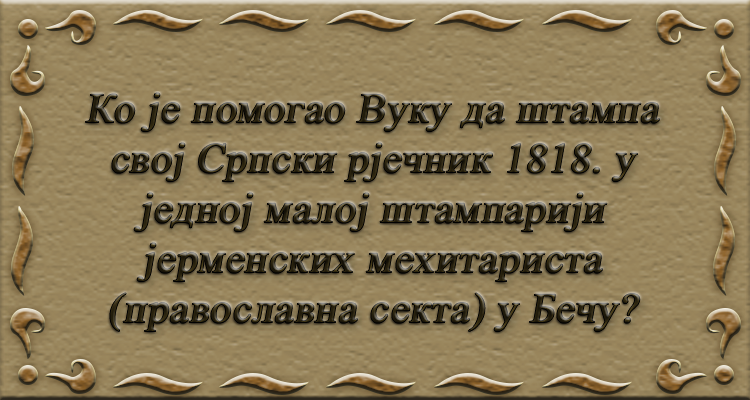 Ко је помогао Вуку да штампа
свој Српски рјечник 1818. у
једној малој штампарији
јерменских мехитариста
(православна секта) у Бечу?